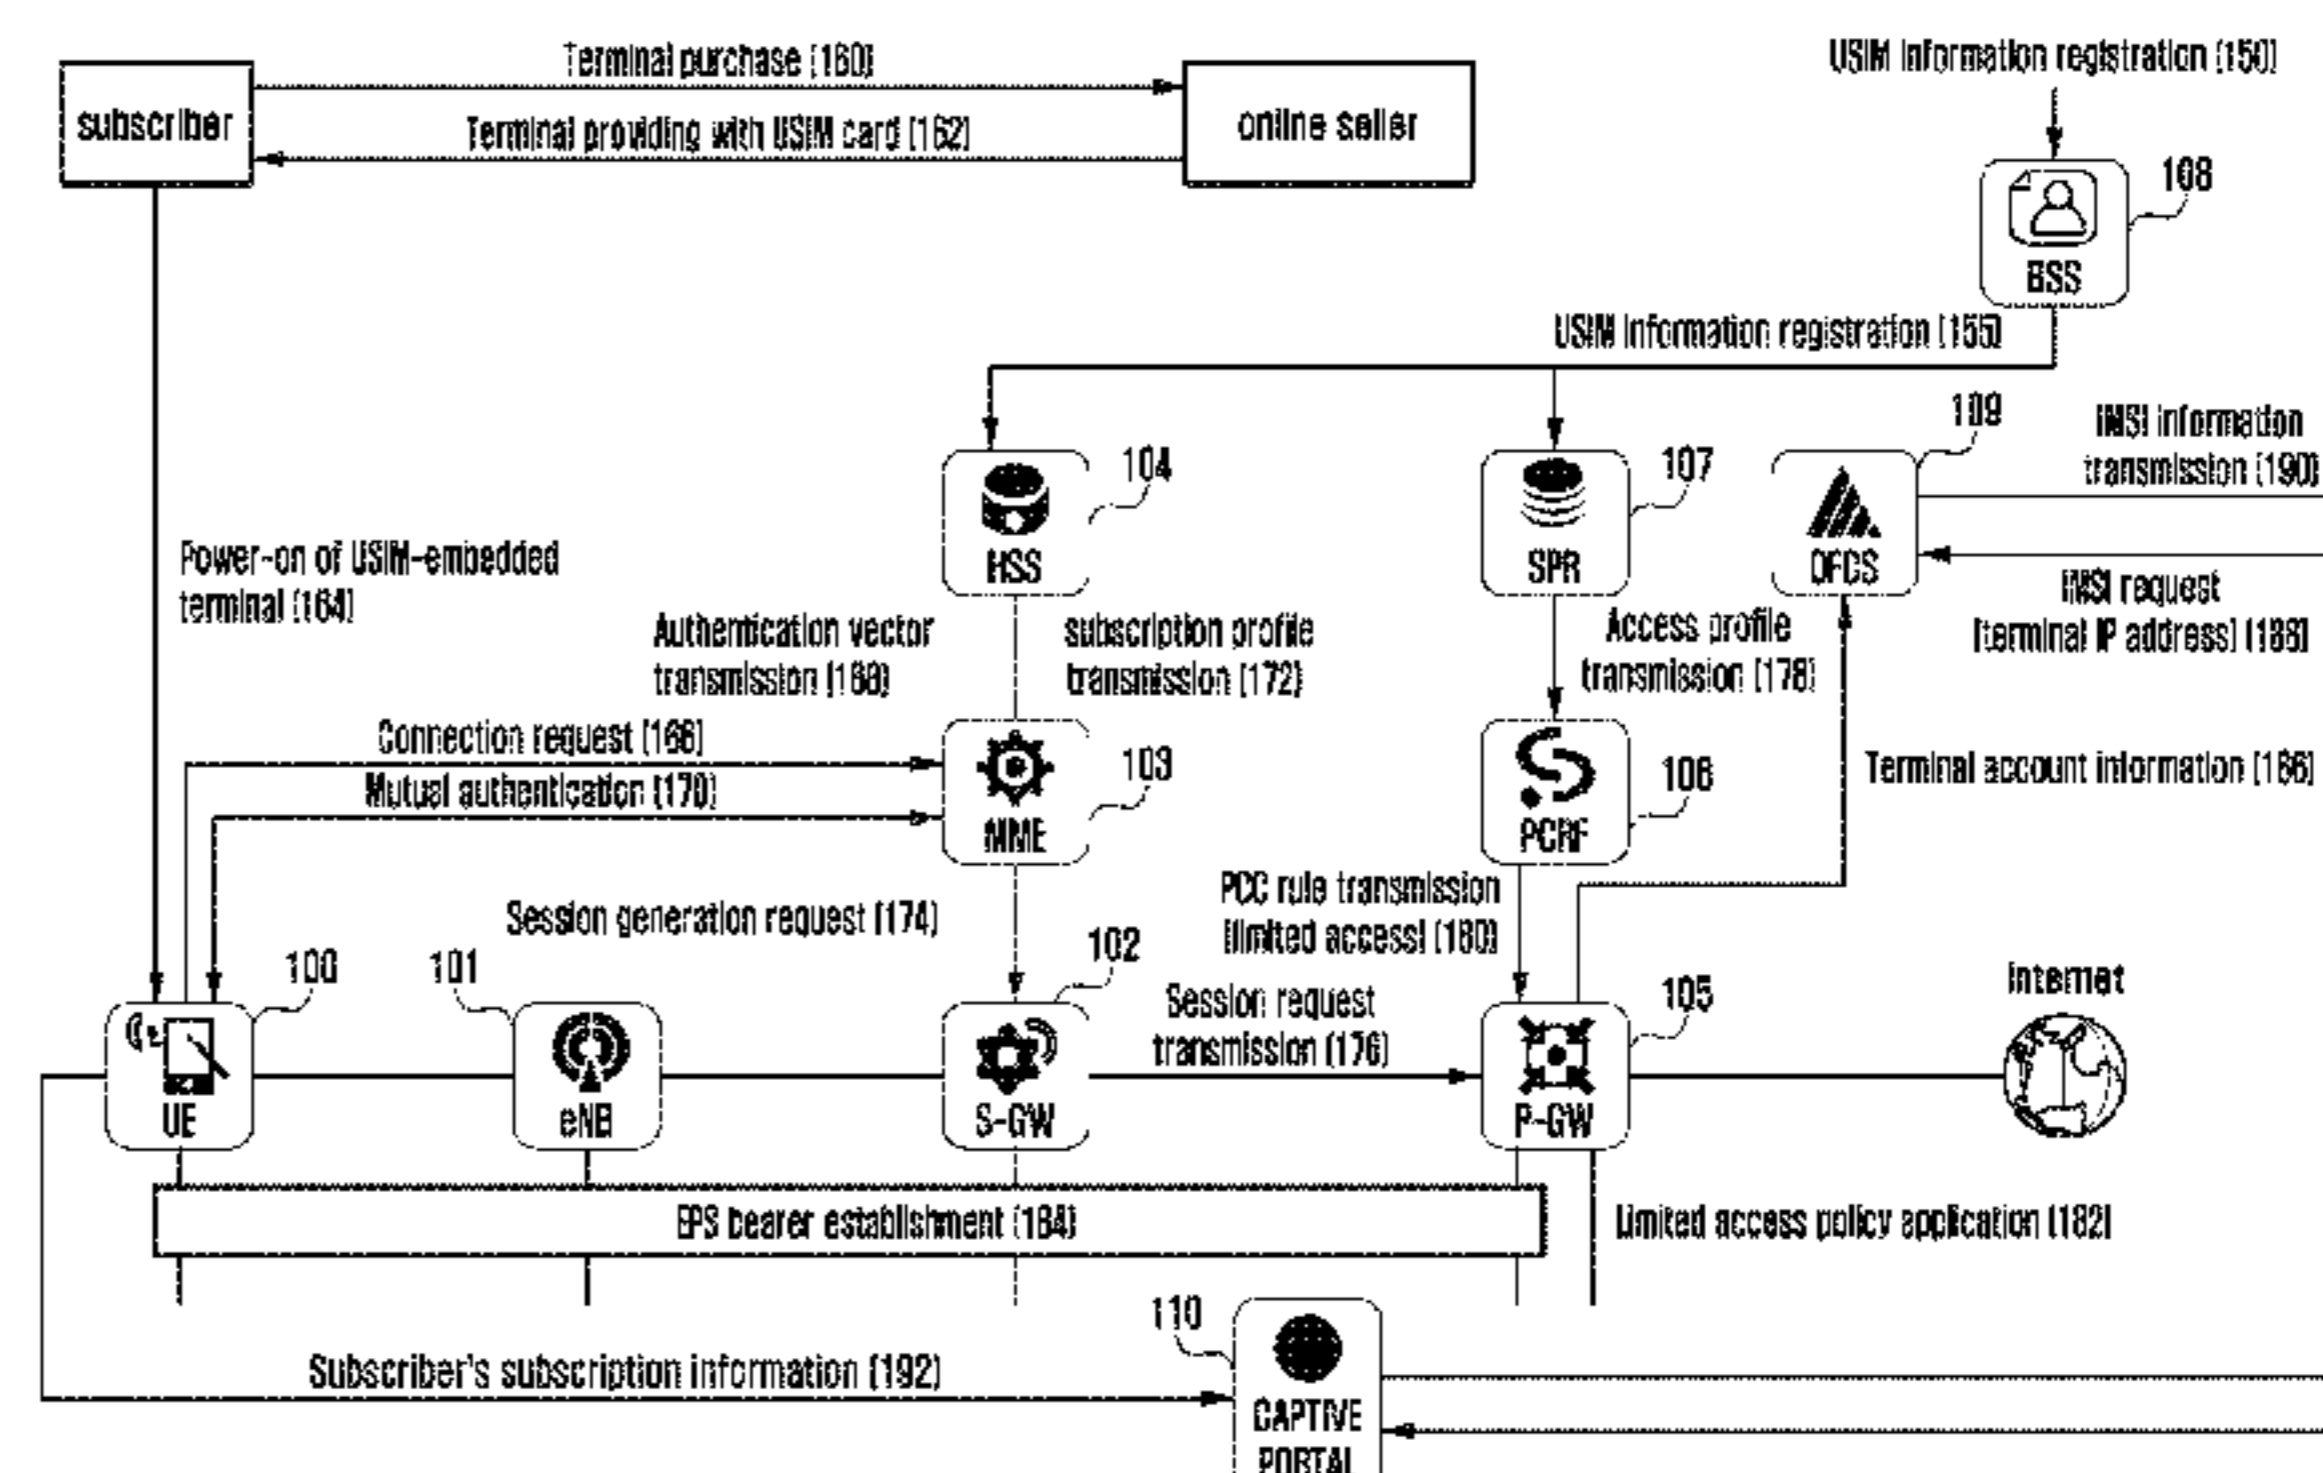 Terminal purchase (160)
USIM information registration (150)
subscriber
online seller
Terminal providing with USIM card (162)
108
BSS
USIM information registration (155)
109
IMSI information
transmission (190)
104
107
HSS
SPR
OFCS
Power-on of USIM-embedded
terminal (164)
IMSI request
(terminal IP address) (188)
Authentication vector
transmission (168)
subscription profile
transmission (172)
Access profile
transmission (178)
Connection request (166)
103
106
Terminal account information (186)
Mutual authentication (170)
MME
PCRF
PCC rule transmission
(limited access) (180)
Session generation request (174)
102
100
101
105
Internet
Session request
transmission (176)
UE
eNB
S-GW
P-GW
EPS bearer establishment (184)
Limited access policy application (182)
110
Subscriber's subscription information (192)
CAPTIVE
PORTAL